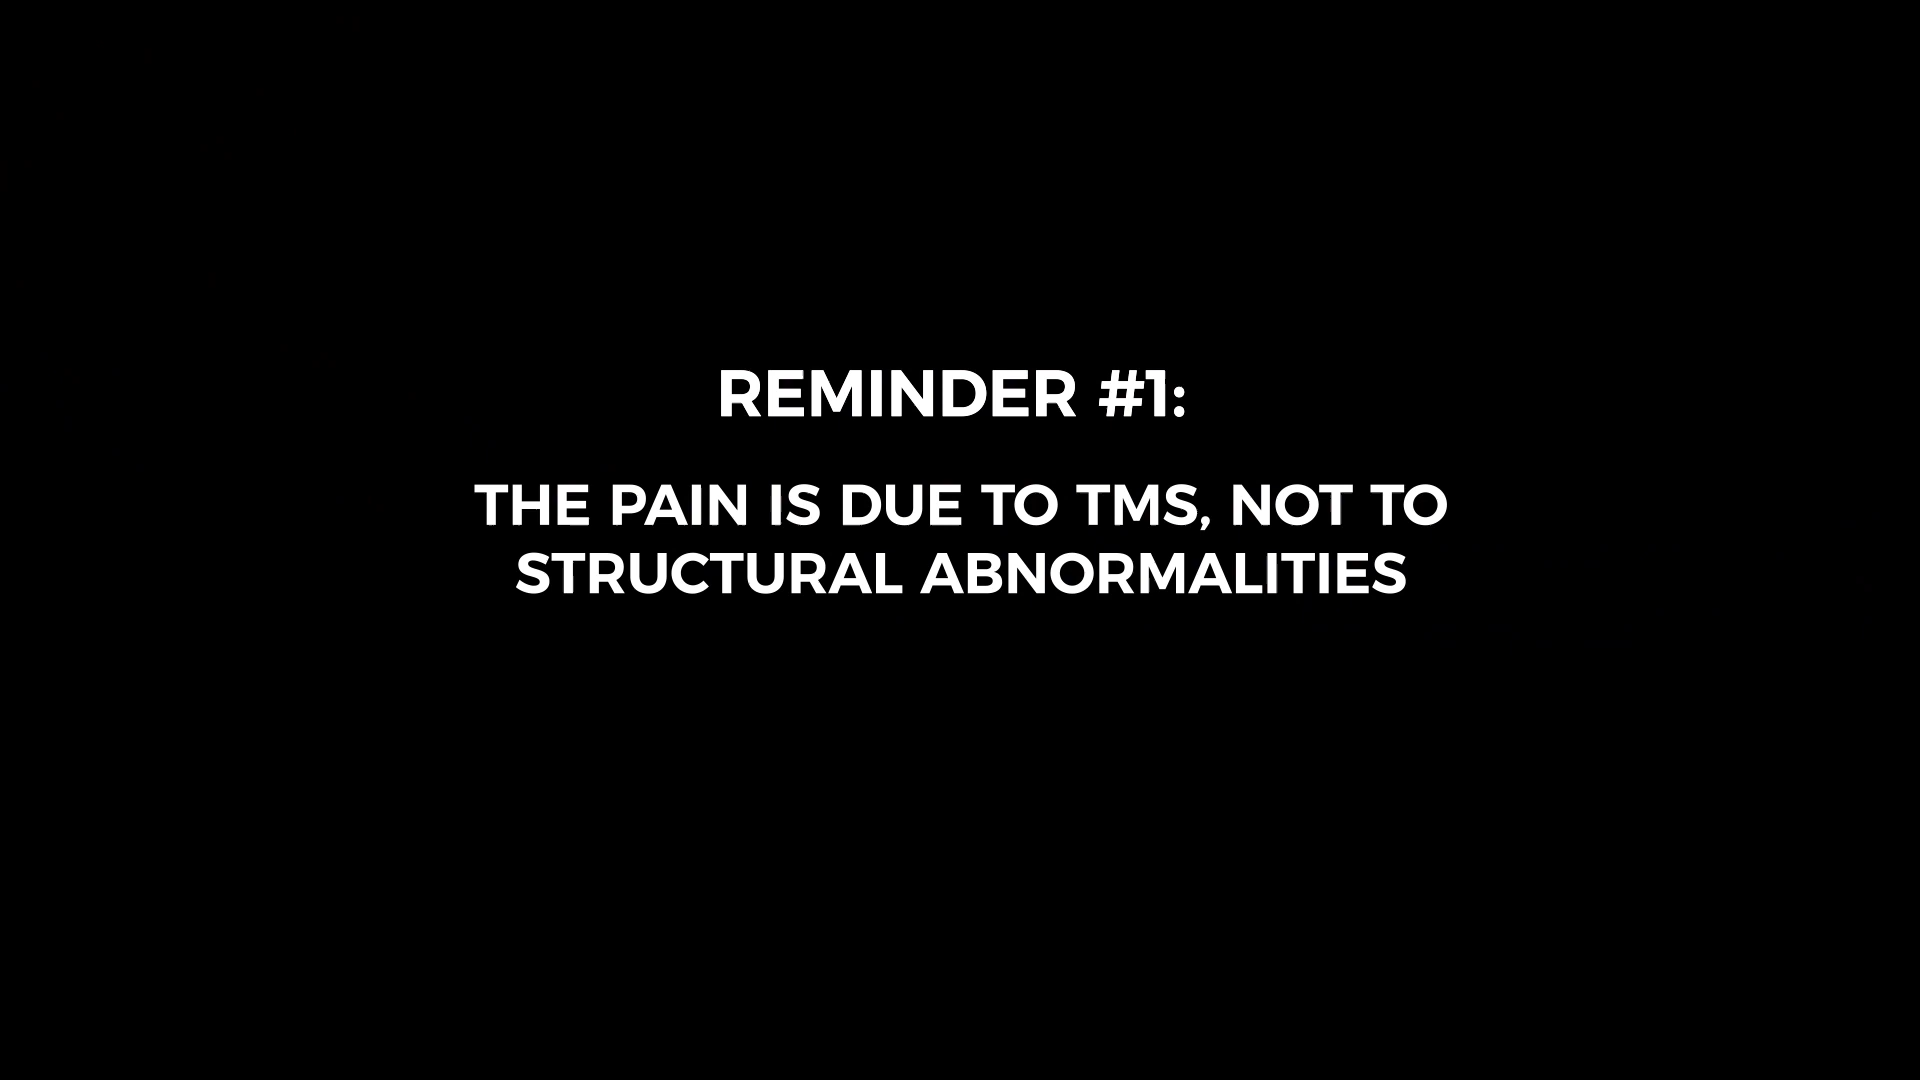 REMINDER #1:
THE PAIN IS DUE TO TMS, NOT TO
STRUCTURAL ABNORMALITIES